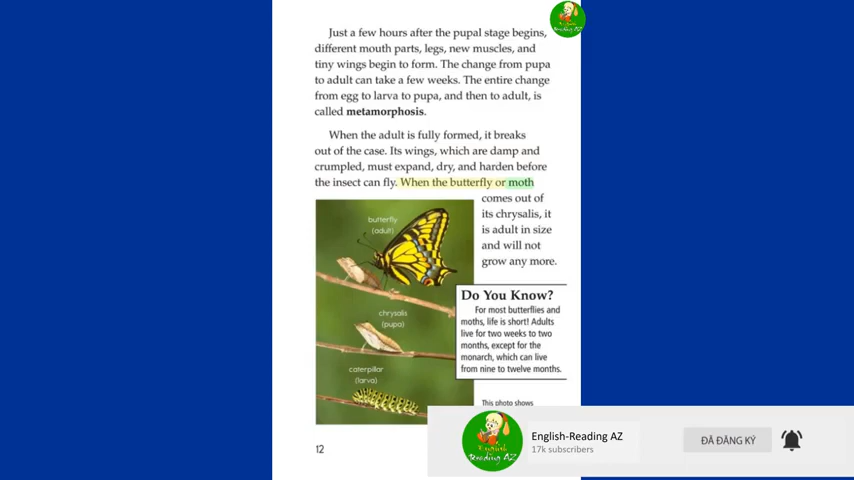 Just a few hours after the pupal stage begins,
different mouth parts, legs, new muscles, and
tiny wings begin to form. The change from pupa
to adult can take a few weeks. The entire change
from egg to larva to pupa, and then to adult, is
called metamorphosis.
When the adult is fully formed, it breaks
out of the case. Its wings, which are damp and
crumpled, must expand, dry, and harden before
the insect can fly. When the butterfly or moth
comes out of
its chrysalis, it
is adult in size
and will not
grow any more.
butterfly
(adult)
chrysalis
(pupa)
caterpillar
(larva)
Do You Know?
For most butterflies and
moths, life is short! Adults
live for two weeks to two
months, except for the
monarch, which can live
from nine to twelve months.
This photo shows
12
English
Reading AZ
English-Reading AZ
17k subscribers
ĐÃ ĐĂNG KÝ
English
Reading AZ